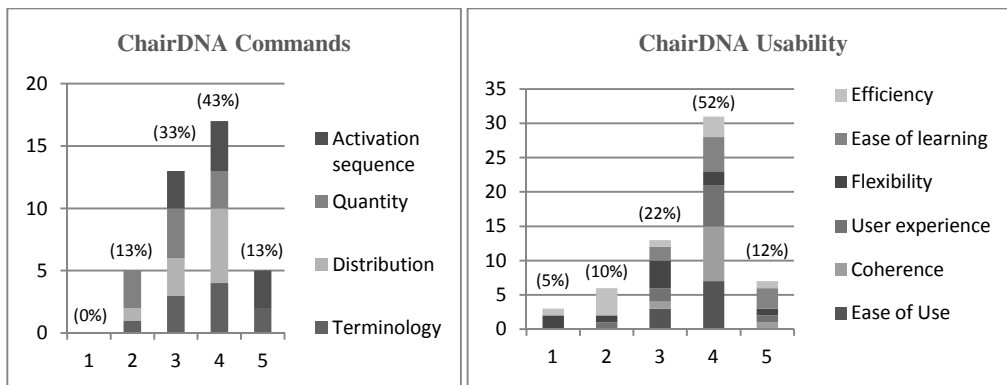 ChairDNA Commands
20
15
10
5
0
(0%)
(13%)
(33%)
(43%)
(13%)
1 2 3 4 5
Activation
sequence
Quantity
Distribution
Terminology
ChairDNA Usability
35
30
25
20
15
10
5
0
(5%)
(10%)
(22%)
(52%)
(12%)
1 2 3 4 5
Efficiency
Ease of learning
Flexibility
User experience
Coherence
Ease of Use